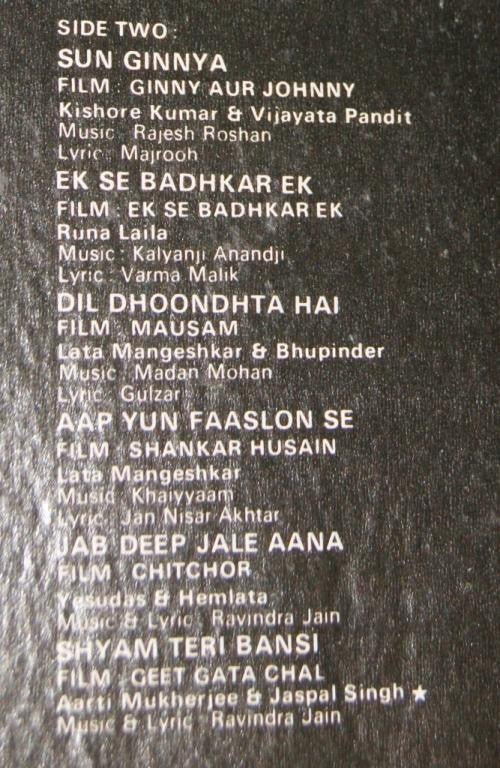 SIDE TWO :
SUN GINNYA
FILM : GINNY AUR JOHNNY
Kishore Kumar & Vijayata Pandit
Music : Rajesh Roshan
Lyric : Majrooh
EK SE BADHKAR EK
FILM : EK SE BADHKAR EK
Runa Laila
Music : Kalyanji Anandji
Lyric : Varma Malik
DIL DHOONDHTA HAI
FILM : MAUSAM
Lata Mangeshkar & Bhupinder
Music : Madan Mohan
Lyric : Gulzar
AAP YUN FAASLON SE
FILM : SHANKAR HUSAIN
Lata Mangeshkar
Music : Khaiyyaam
Lyric : Jan Nisar Akhtar
JAB DEEP JALE AANA
FILM : CHITCHOR
Yesudas & Hemlata
Music & Lyric : Ravindra Jain
SHYAM TERI BANSI
FILM : GEET GATA CHAL
Aarti Mukherjee & Jaspal Singh ★
Music & Lyric : Ravindra Jain